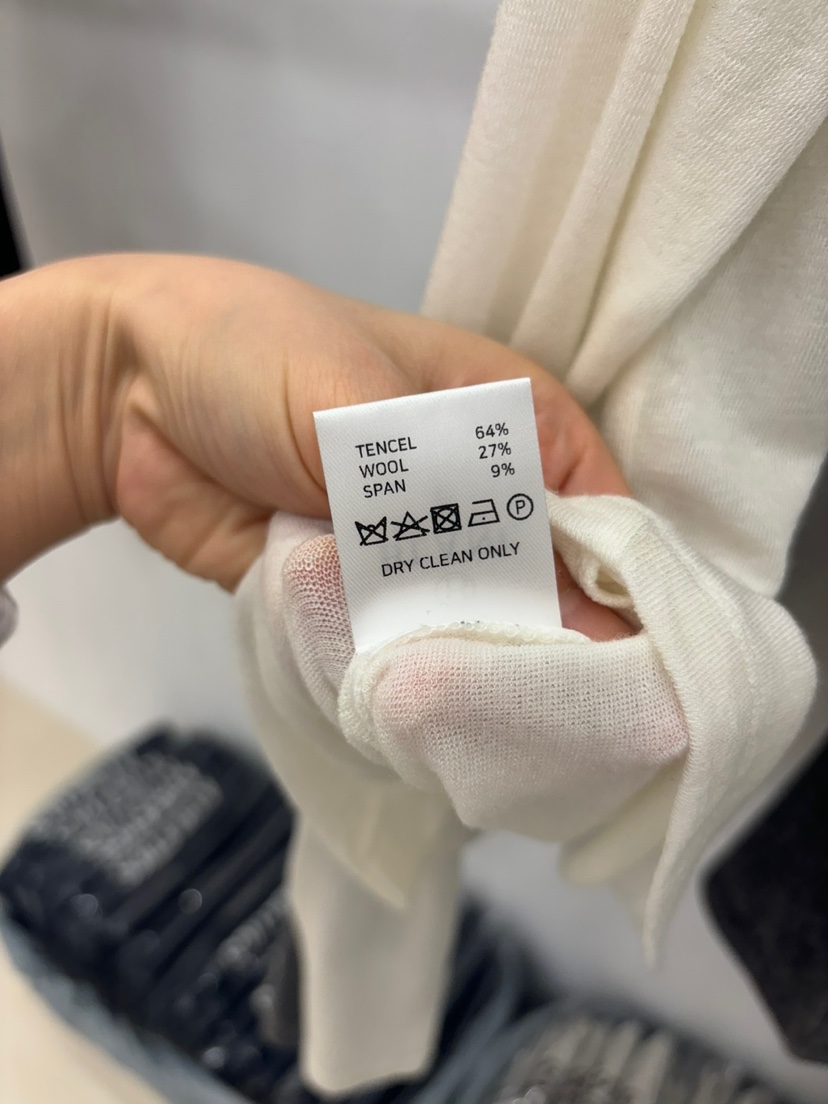 TENCEL 64%
WOOL 27%
SPAN 9%
P
DRY CLEAN ONLY